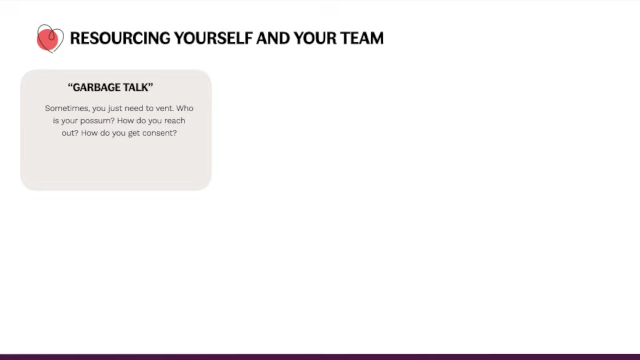 RESOURCING YOURSELF AND YOUR TEAM
“GARBAGE TALK”
Sometimes, you just need to vent. Who
is your possum? How do you reach
out? How do you get consent?